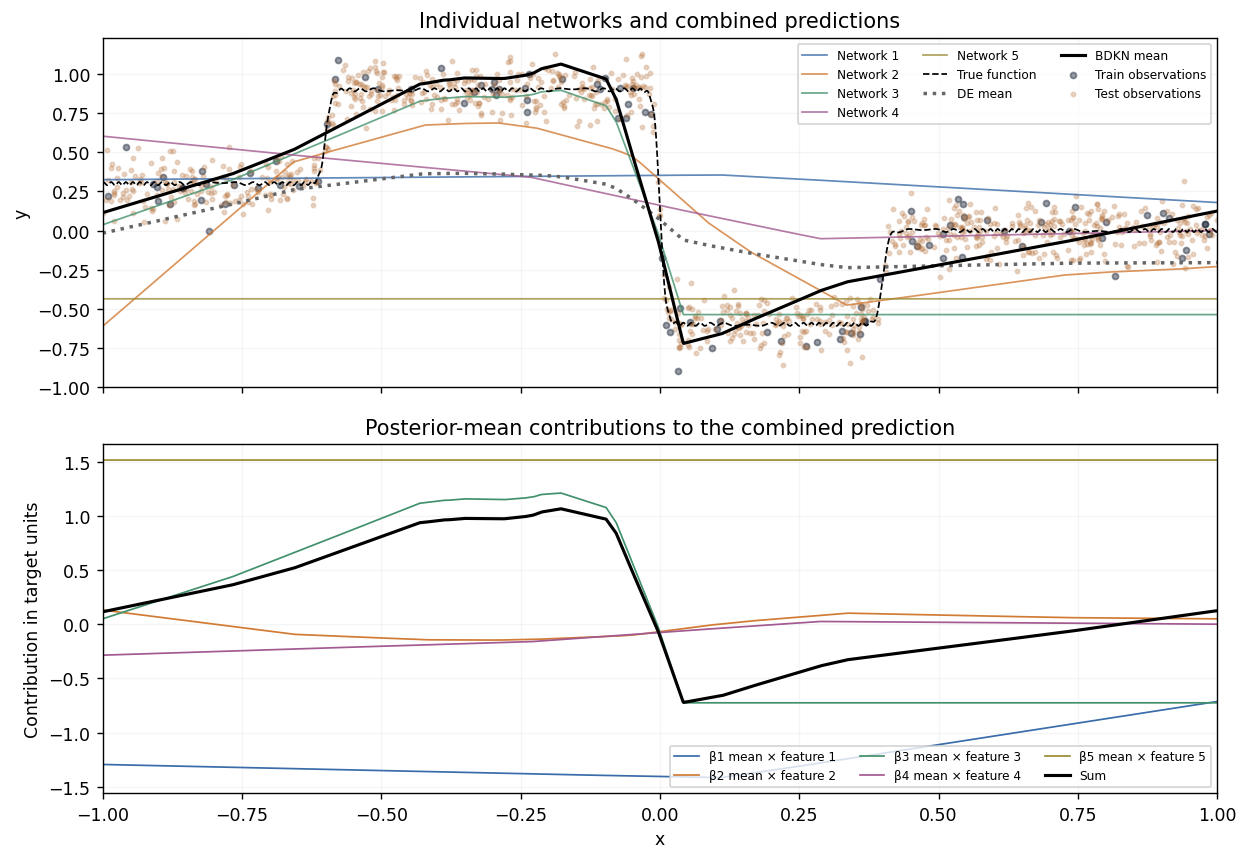 Individual networks and combined predictions
1.00
0.75
0.50
0.25
0.00
−0.25
−0.50
−0.75
−1.00
y
Network 1
Network 2
Network 3
Network 4
Network 5
True function
DE mean
BDKN mean
Train observations
Test observations
Posterior-mean contributions to the combined prediction
1.5
1.0
0.5
0.0
−0.5
−1.0
−1.5
Contribution in target units
β1 mean × feature 1
β2 mean × feature 2
β3 mean × feature 3
β4 mean × feature 4
β5 mean × feature 5
Sum
−1.00 −0.75 −0.50 −0.25 0.00 0.25 0.50 0.75 1.00
x